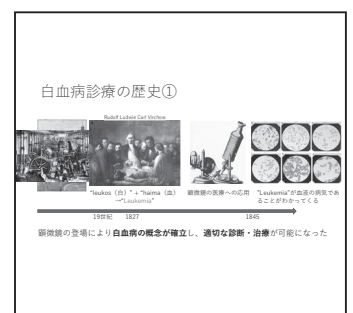 白血病診療の歴史①
Rudolf Ludwig Carl Virchow
"leukos（白）" + "haima（血）
→"Leukemia"
顕微鏡の医療への応用
"Leukemia"が血液の病気であ
ることがわかってくる
19世紀
1827
1845
顕微鏡の登場により白血病の概念が確立し、適切な診断・治療が可能になった